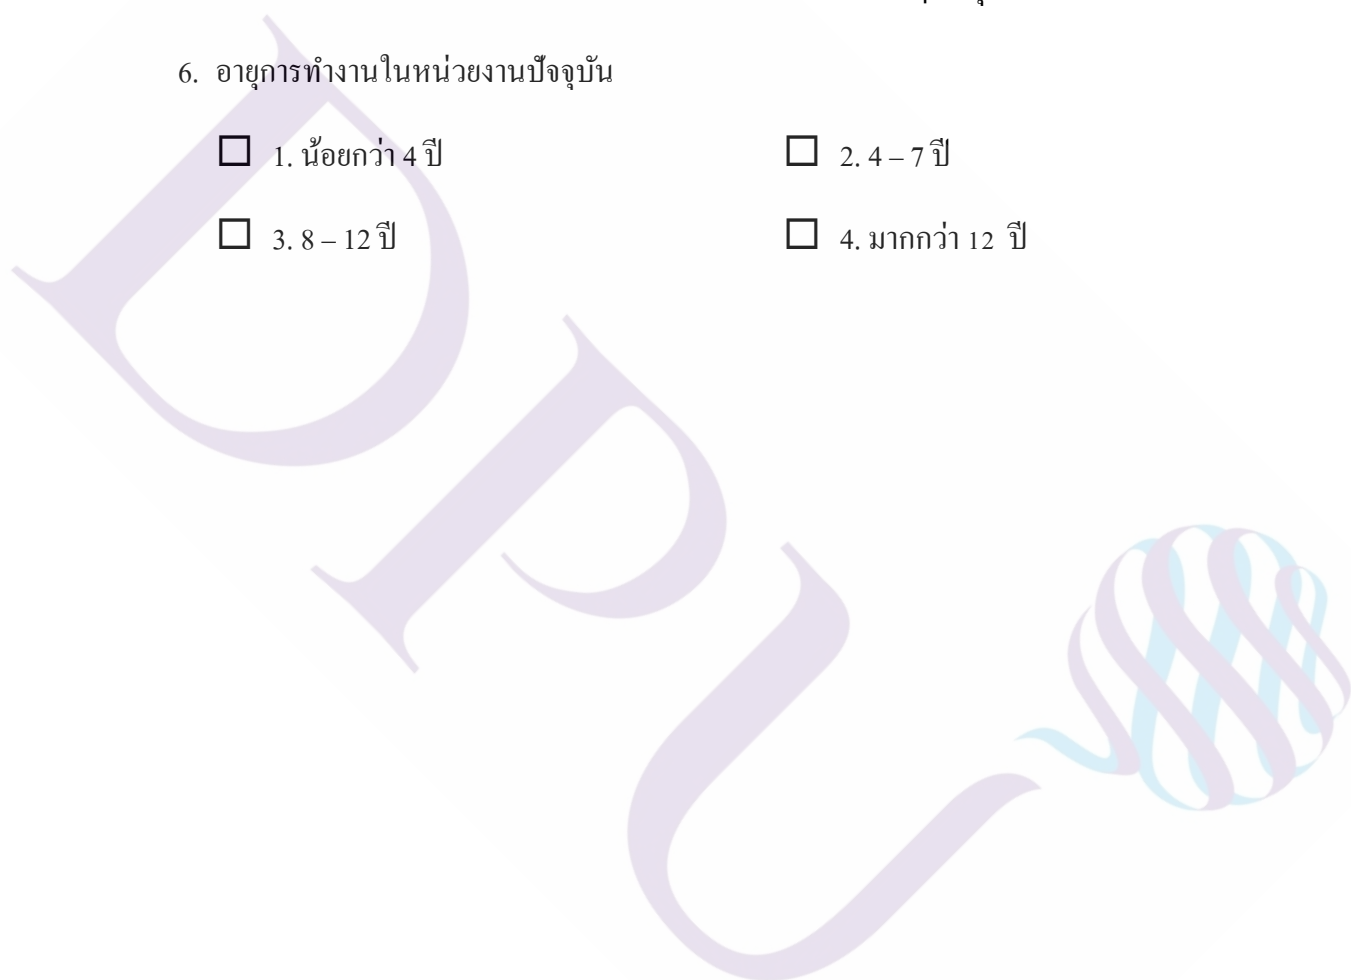 6. อายุการทำงานในหน่วยงานปัจจุบัน
☐ 1. น้อยกว่า 4 ปี ☐ 2. 4 – 7 ปี
☐ 3. 8 – 12 ปี ☐ 4. มากกว่า 12 ปี
DPU